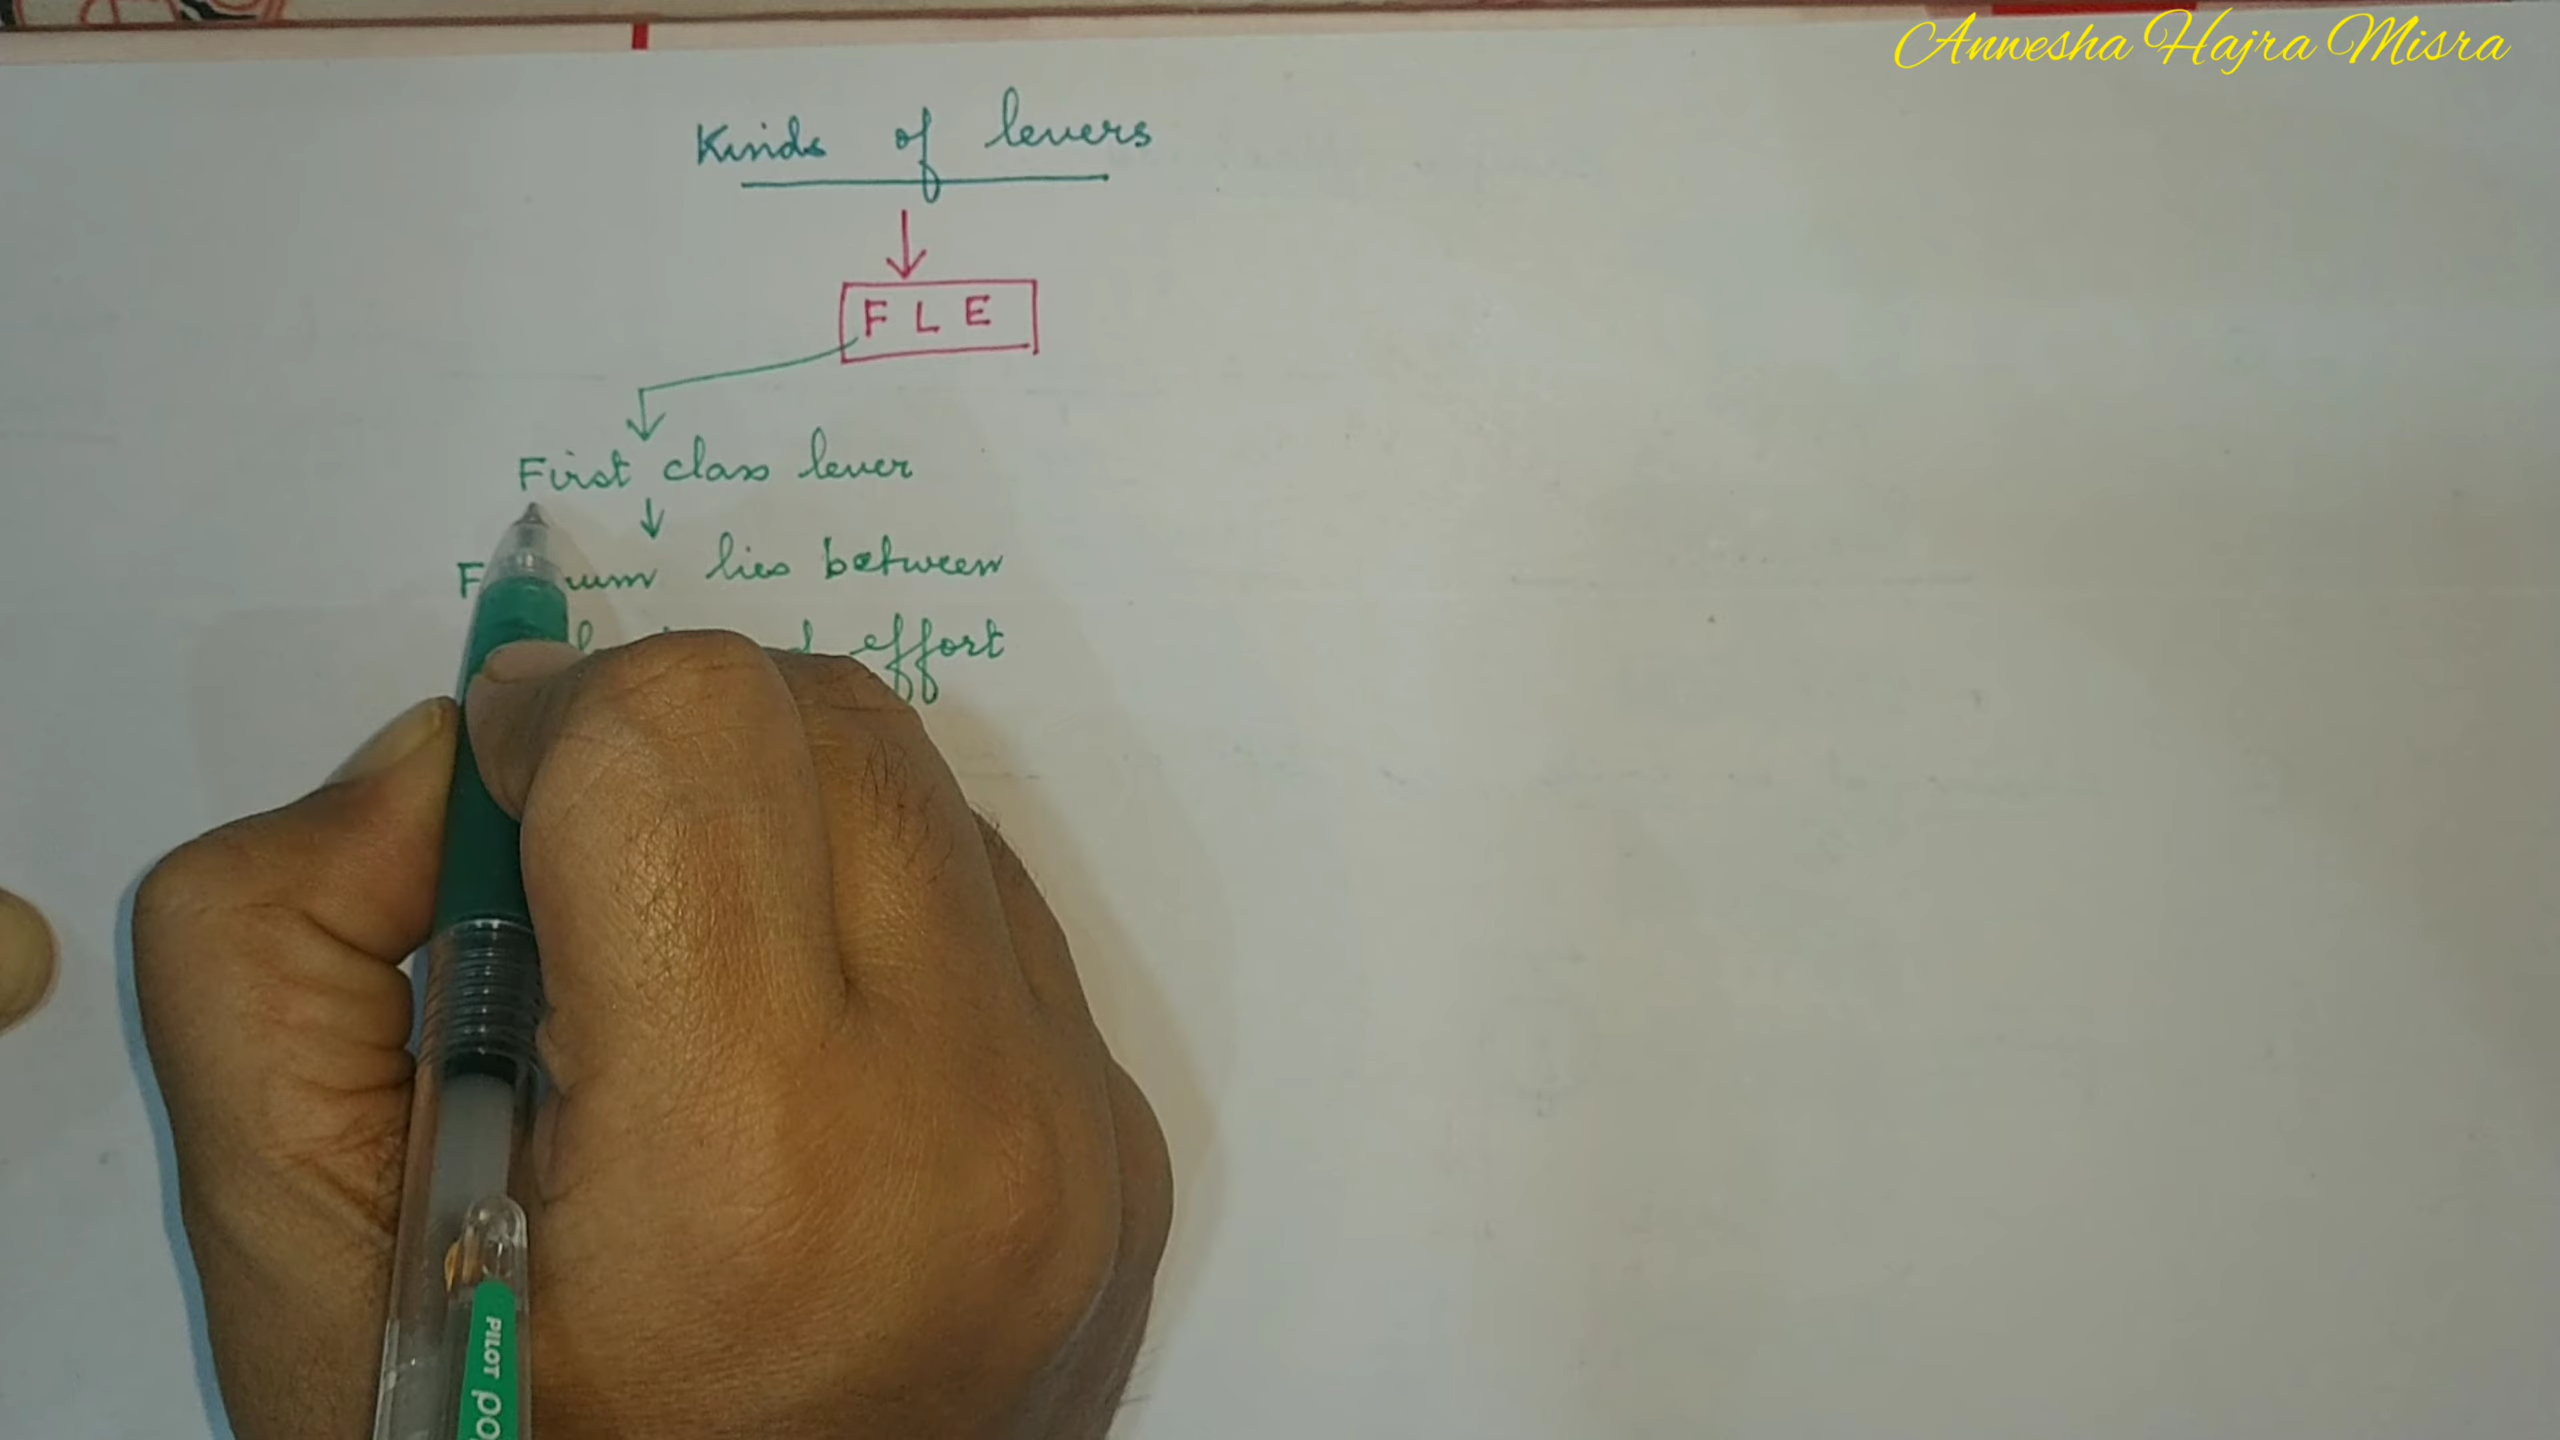 Anwesha Hajra Misra
Kinds of levers
F L E
First class lever
lies between
effort
PILOT